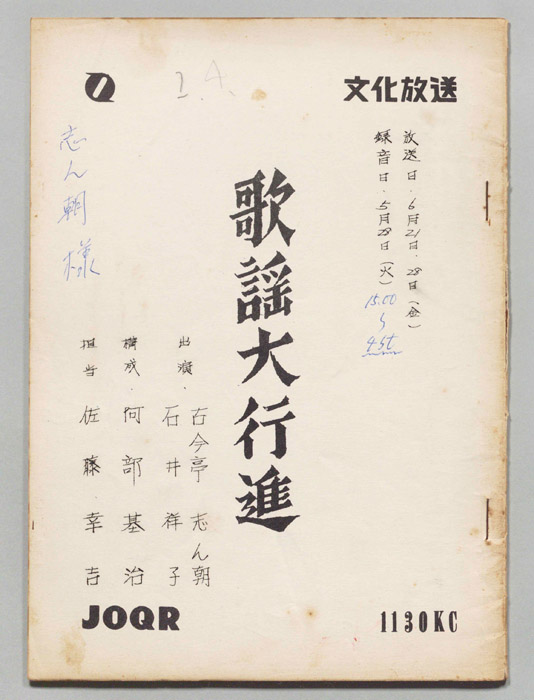 文化放送
24.
放送日.6月21日.28日(金)
録音日.5月28日(火)
15.00
〜
4st
歌謡大行進
出演.古今亭 志ん朝
石井祥子
構成.阿部基治
担当 佐藤幸吉
志ん朝様
JOQR
1130KC